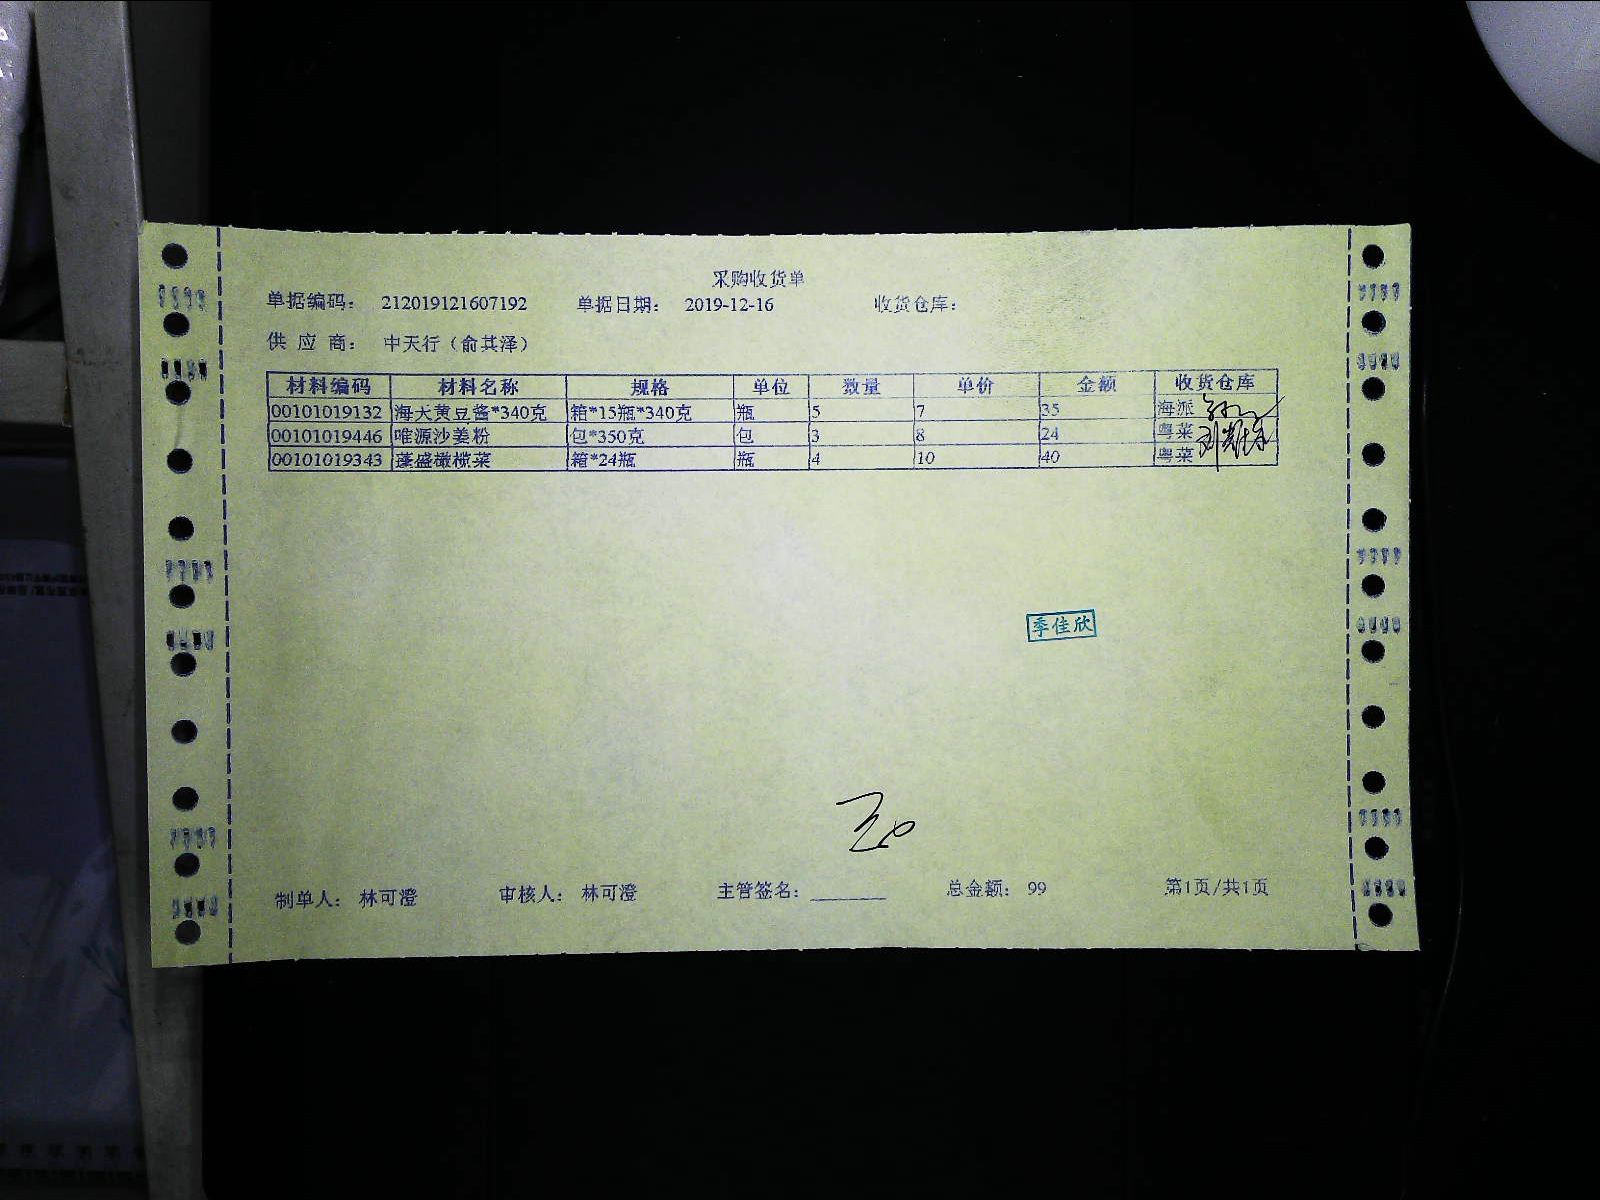 采购收货单
单据编码： 212019121607192 单据日期： 2019-12-16 收货仓库：
供 应 商： 中天行（俞其泽）
材料编码 材料名称 规格 单位 数量 单价 金额 收货仓库
00101019132 海天黄豆酱*340克 箱*15瓶*340克 瓶 5 7 35 海派
00101019446 唯源沙姜粉 包*350克 包 3 8 24 粤菜
00101019343 蓬盛橄榄菜 箱*24瓶 瓶 4 10 40 粤菜
季佳欣
制单人： 林可澄 审核人： 林可澄 主管签名： 总金额： 99 第1页/共1页